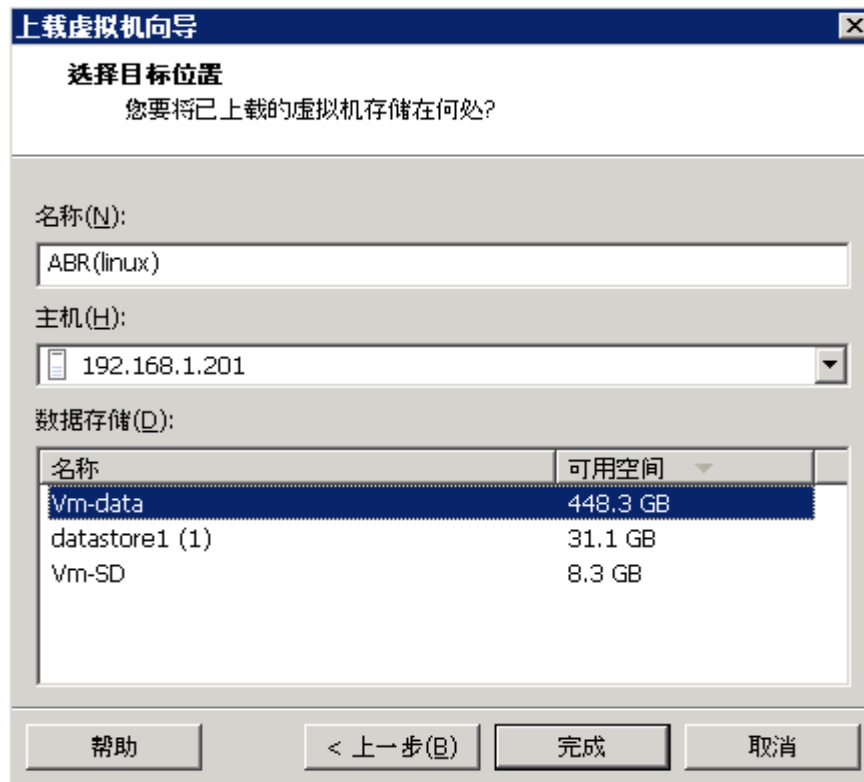 上载虚拟机向导
选择目标位置
您要将已上载的虚拟机存储在何处?
名称(N):
ABR(linux)
主机(H):
192.168.1.201
数据存储(D):
名称 可用空间
Vm-data 448.3 GB
datastore1 (1) 31.1 GB
Vm-SD 8.3 GB
帮助 < 上一步(B) 完成 取消